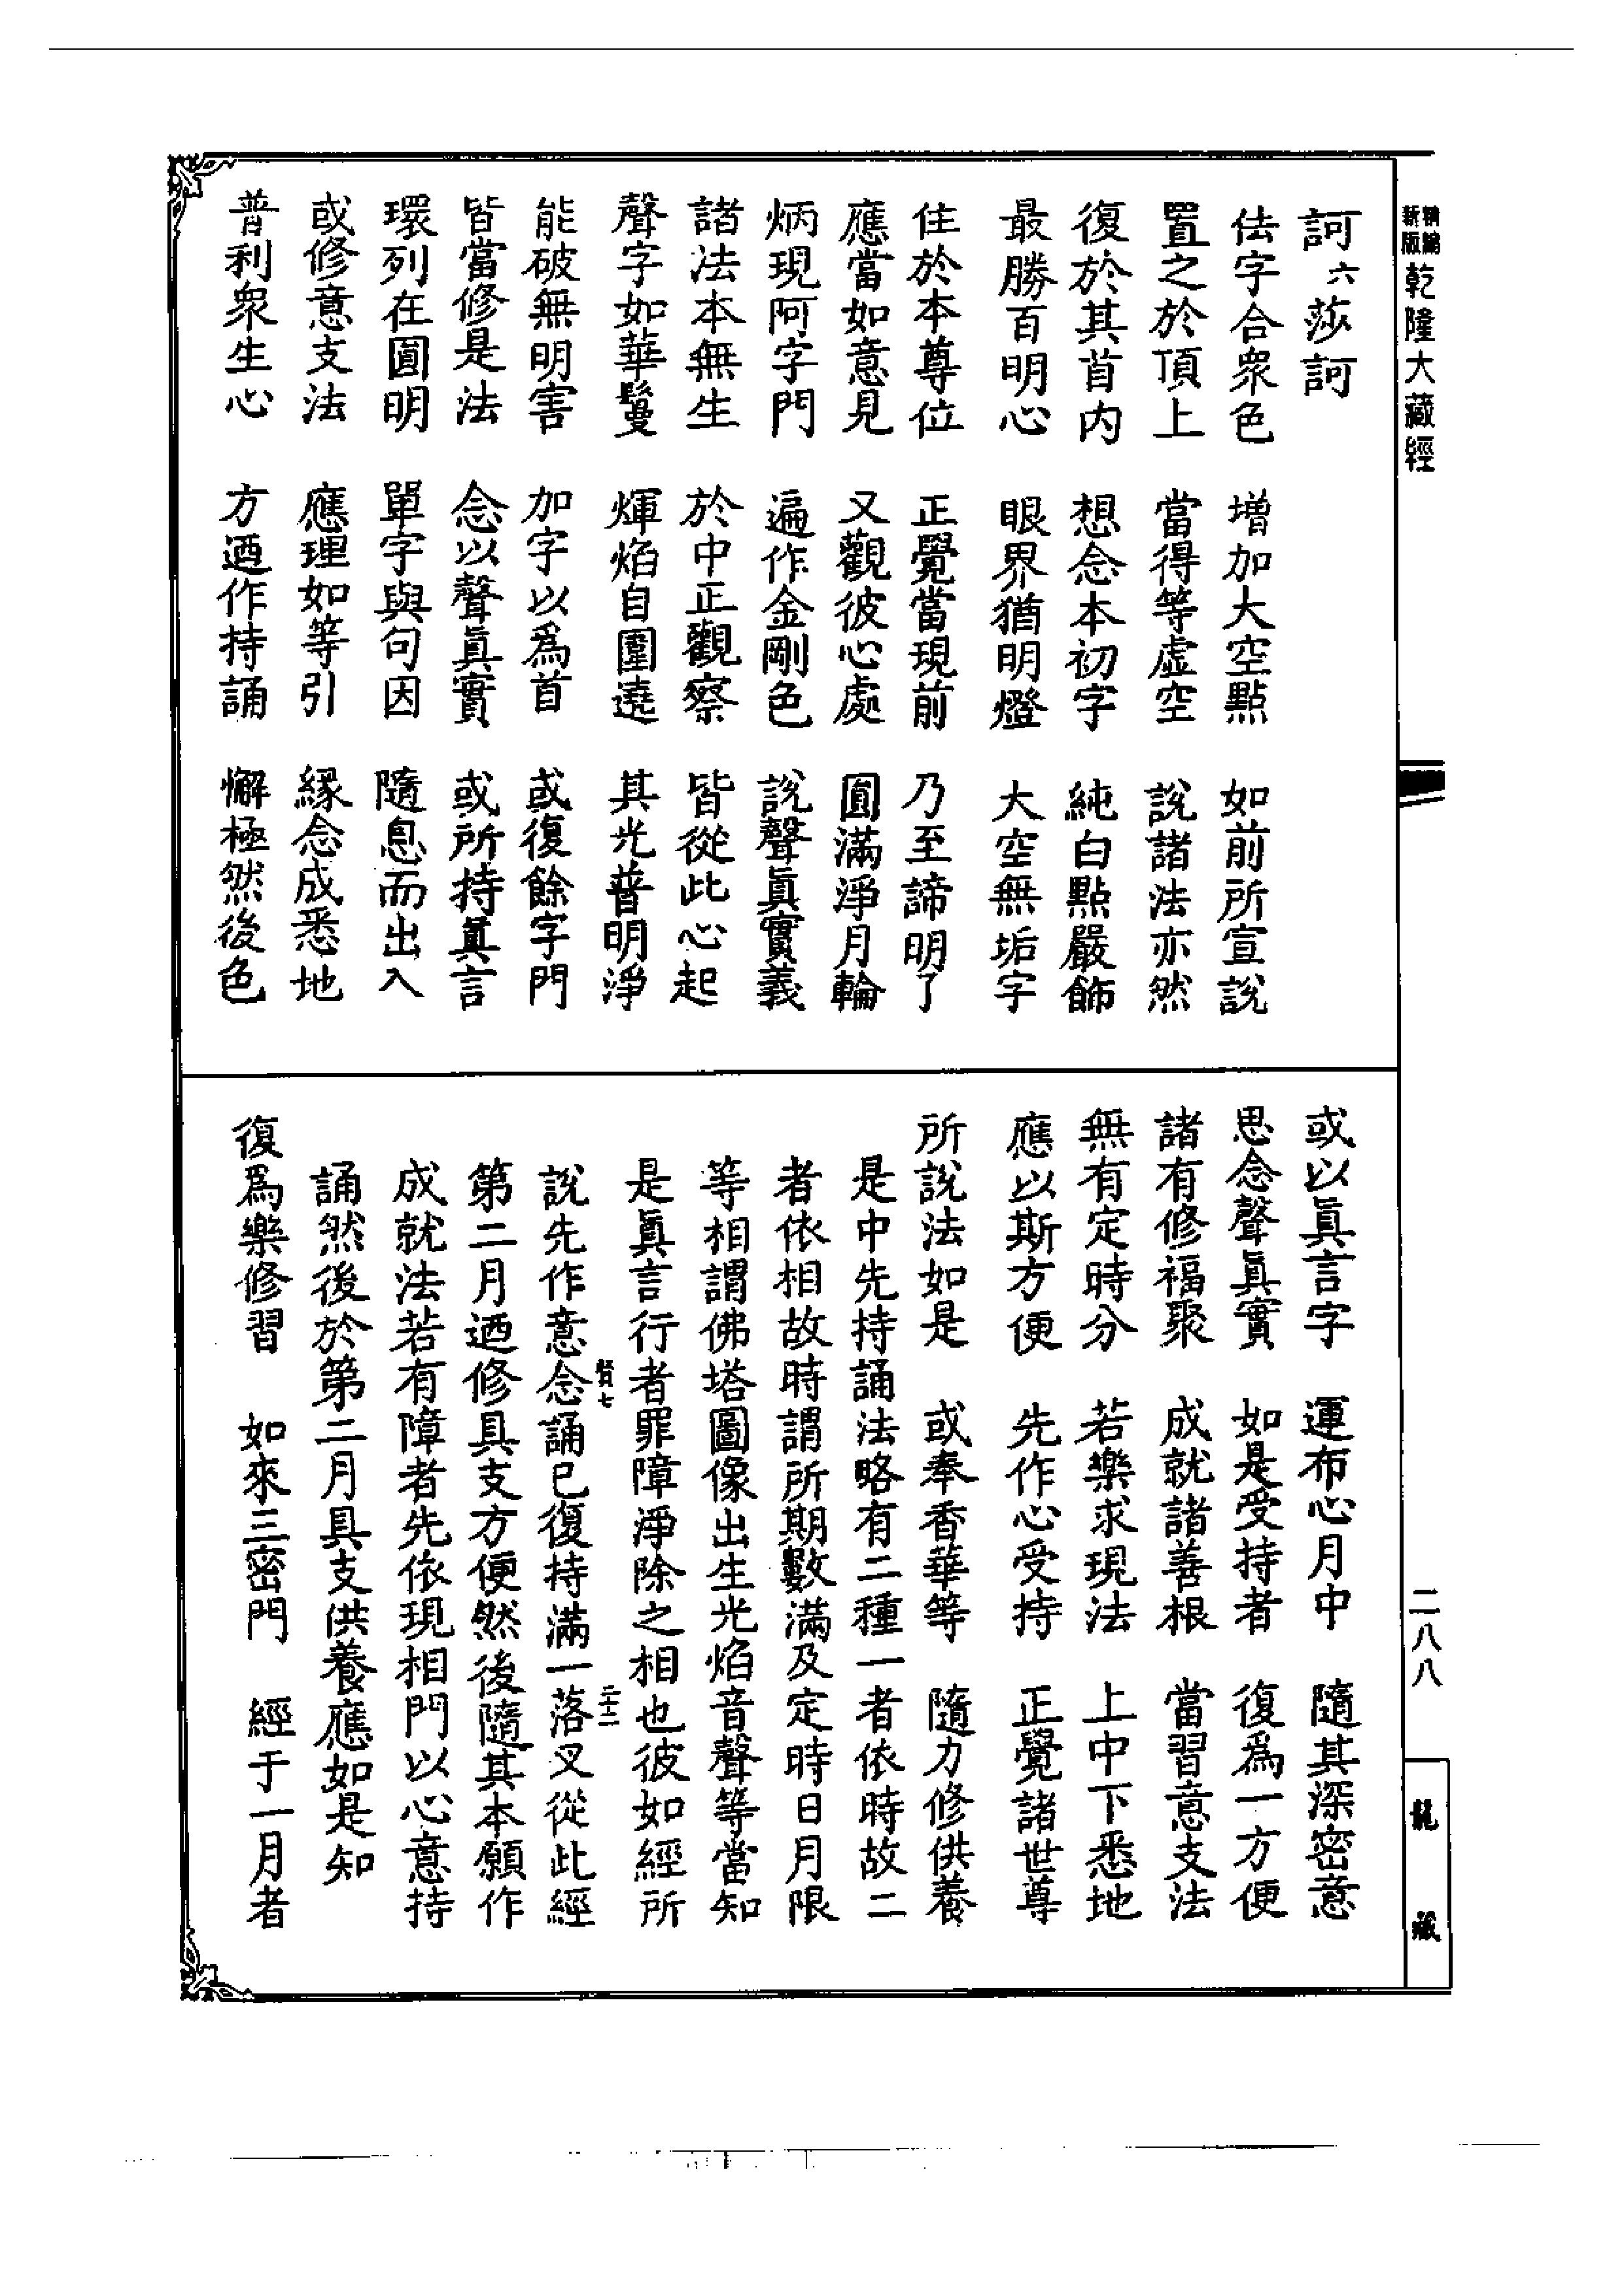 新編
新版
乾隆大藏經
訶六莎訶
佉字合衆色　增加大空點　如前所宣說
置之於頂上　當得等虛空　說諸法亦然
復於其首內　想念本初字　純白點嚴飾
最勝百明心　眼界猶明燈　大空無垢字
住於本尊位　正覺當現前　乃至諦明了
應當如意見　又觀彼心處　圓滿淨月輪
炳現阿字門　遍作金剛色　說聲眞實義
諸法本無生　於中正觀察　皆從此心起
聲字如華鬘　煇焰自圍遶　其光普明淨
能破無明害　加字以爲首　或復餘字門
皆當修是法　念以聲眞實　或所持眞言
環列在圓明　單字與句因　隨息而出入
或修意支法　應理如等引　緣念成悉地
普利衆生心　方迺作持誦　懈極然後色
或以眞言字　運布心月中　隨其深密意
思念聲眞實　如是受持者　復爲一方便
諸有修福聚　成就諸善根　當習意支法
無有定時分　若樂求現法　上中下悉地
應以斯方便　先作心受持　正覺諸世尊
所說法如是　或奉香華等　隨力修供養
是中先持誦法略有二種一者依時故二
者依相故時謂所期數滿及定時日月限
等相謂佛塔圖像出生光焰音聲等當知
是眞言行者罪障淨除之相也彼如經所
賢七　二十二
說先作意念誦已復持滿一落叉從此經
第二月迺修具支方便然後隨其本願作
成就法若有障者先依現相門以心意持
誦然後於第二月具支供養應如是知
復爲樂修習　如來三密門　經于一月者
二八八
龍藏